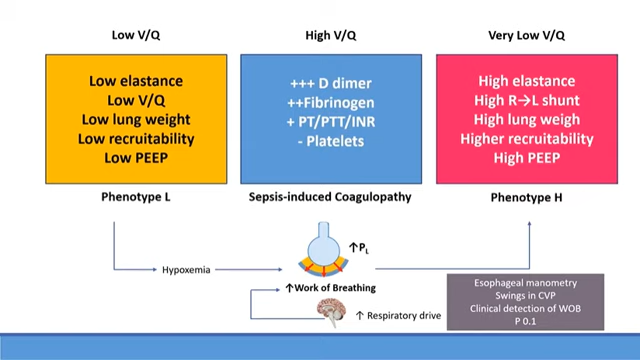 Low V/Q
High V/Q
Very Low V/Q
Low elastance
Low V/Q
Low lung weight
Low recruitability
Low PEEP
+++ D dimer
++Fibrinogen
+ PT/PTT/INR
- Platelets
High elastance
High R→L shunt
High lung weigh
Higher recruitability
High PEEP
Phenotype L
Sepsis-induced Coagulopathy
Phenotype H
↑PL
Hypoxemia
↑Work of Breathing
↑ Respiratory drive
Esophageal manometry
Swings in CVP
Clinical detection of WOB
P 0.1